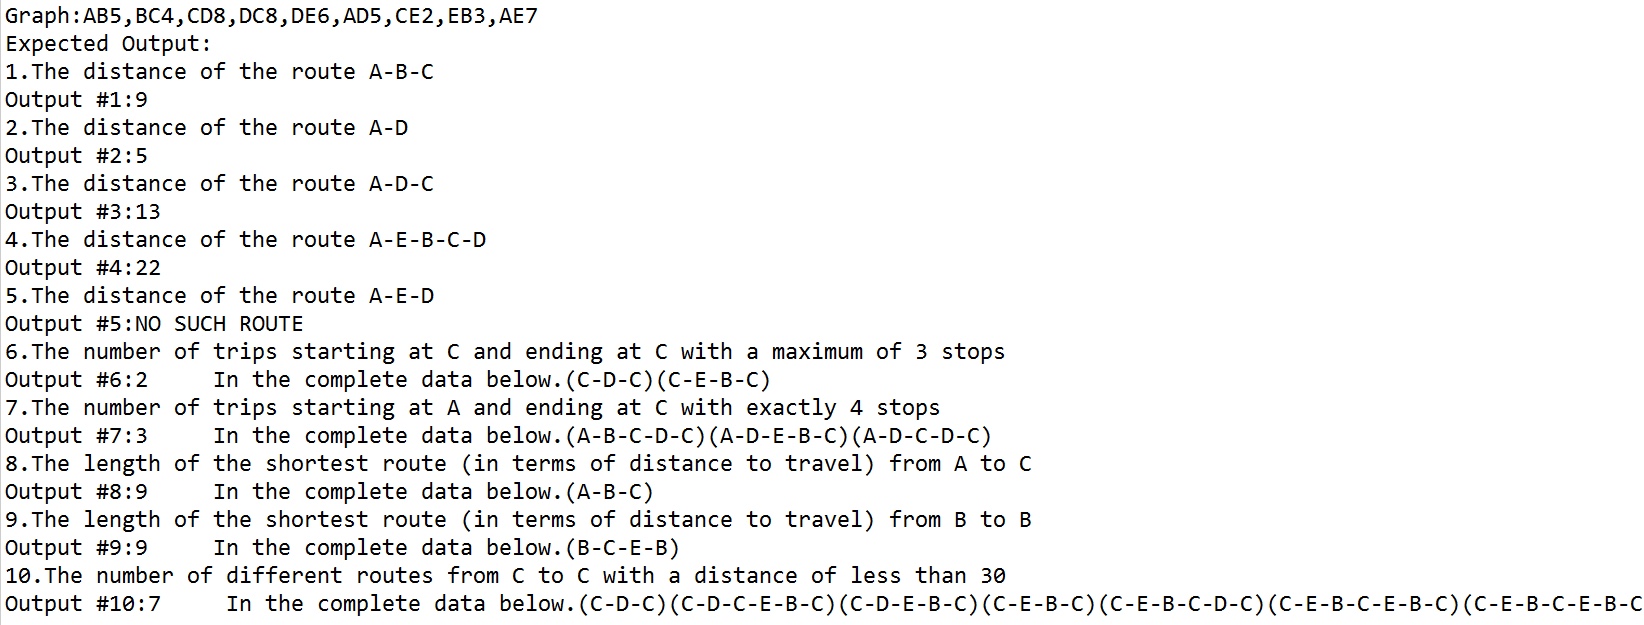 Graph:AB5,BC4,CD8,DC8,DE6,AD5,CE2,EB3,AE7
Expected Output:
1.The distance of the route A-B-C
Output #1:9
2.The distance of the route A-D
Output #2:5
3.The distance of the route A-D-C
Output #3:13
4.The distance of the route A-E-B-C-D
Output #4:22
5.The distance of the route A-E-D
Output #5:NO SUCH ROUTE
6.The number of trips starting at C and ending at C with a maximum of 3 stops
Output #6:2     In the complete data below.(C-D-C)(C-E-B-C)
7.The number of trips starting at A and ending at C with exactly 4 stops
Output #7:3     In the complete data below.(A-B-C-D-C)(A-D-E-B-C)(A-D-C-D-C)
8.The length of the shortest route (in terms of distance to travel) from A to C
Output #8:9     In the complete data below.(A-B-C)
9.The length of the shortest route (in terms of distance to travel) from B to B
Output #9:9     In the complete data below.(B-C-E-B)
10.The number of different routes from C to C with a distance of less than 30
Output #10:7     In the complete data below.(C-D-C)(C-D-C-E-B-C)(C-D-E-B-C)(C-E-B-C)(C-E-B-C-D-C)(C-E-B-C-E-B-C)(C-E-B-C-E-B-C